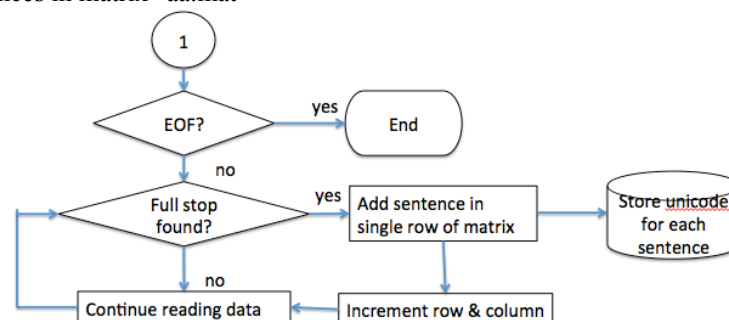 1
EOF?
yes
End
no
Full stop
found?
yes
Add sentence in
single row of matrix
Store unicode
for each
sentence
no
Continue reading data
Increment row & column